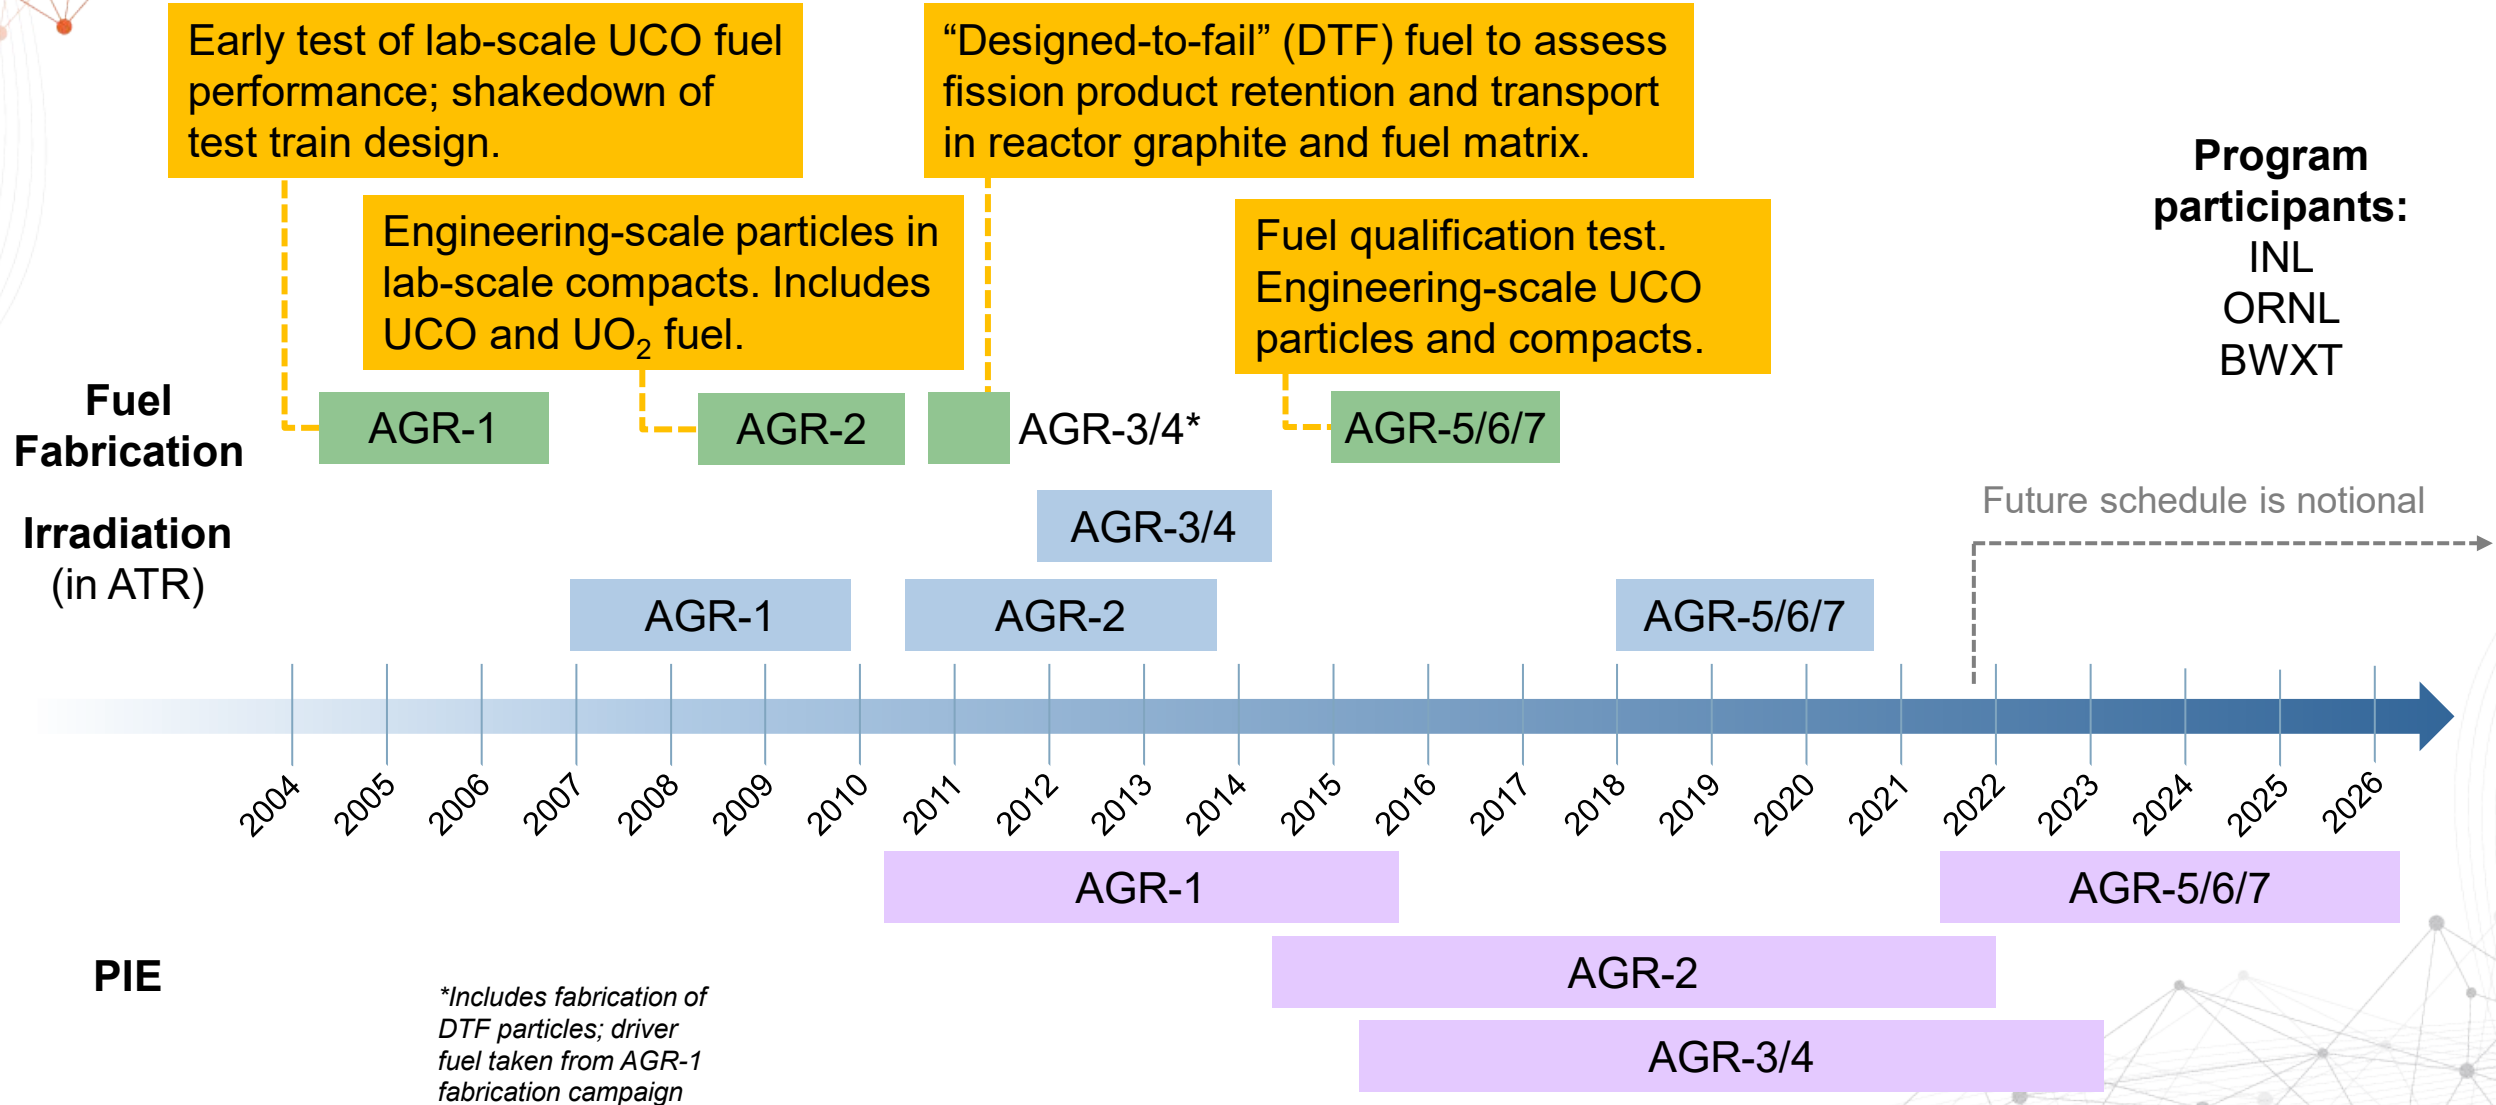 Early test of lab-scale UCO fuel
performance; shakedown of
test train design.
“Designed-to-fail” (DTF) fuel to assess
fission product retention and transport
in reactor graphite and fuel matrix.
Engineering-scale particles in
lab-scale compacts. Includes
UCO and UO₂ fuel.
Fuel qualification test.
Engineering-scale UCO
particles and compacts.
Program
participants:
INL
ORNL
BWXT
Fuel
Fabrication
AGR-1
AGR-2
AGR-3/4*
AGR-5/6/7
Irradiation
(in ATR)
AGR-3/4
AGR-1
AGR-2
AGR-5/6/7
Future schedule is notional
2004
2005
2006
2007
2008
2009
2010
2011
2012
2013
2014
2015
2016
2017
2018
2019
2020
2021
2022
2023
2024
2025
2026
PIE
AGR-1
AGR-5/6/7
AGR-2
AGR-3/4
*Includes fabrication of
DTF particles; driver
fuel taken from AGR-1
fabrication campaign